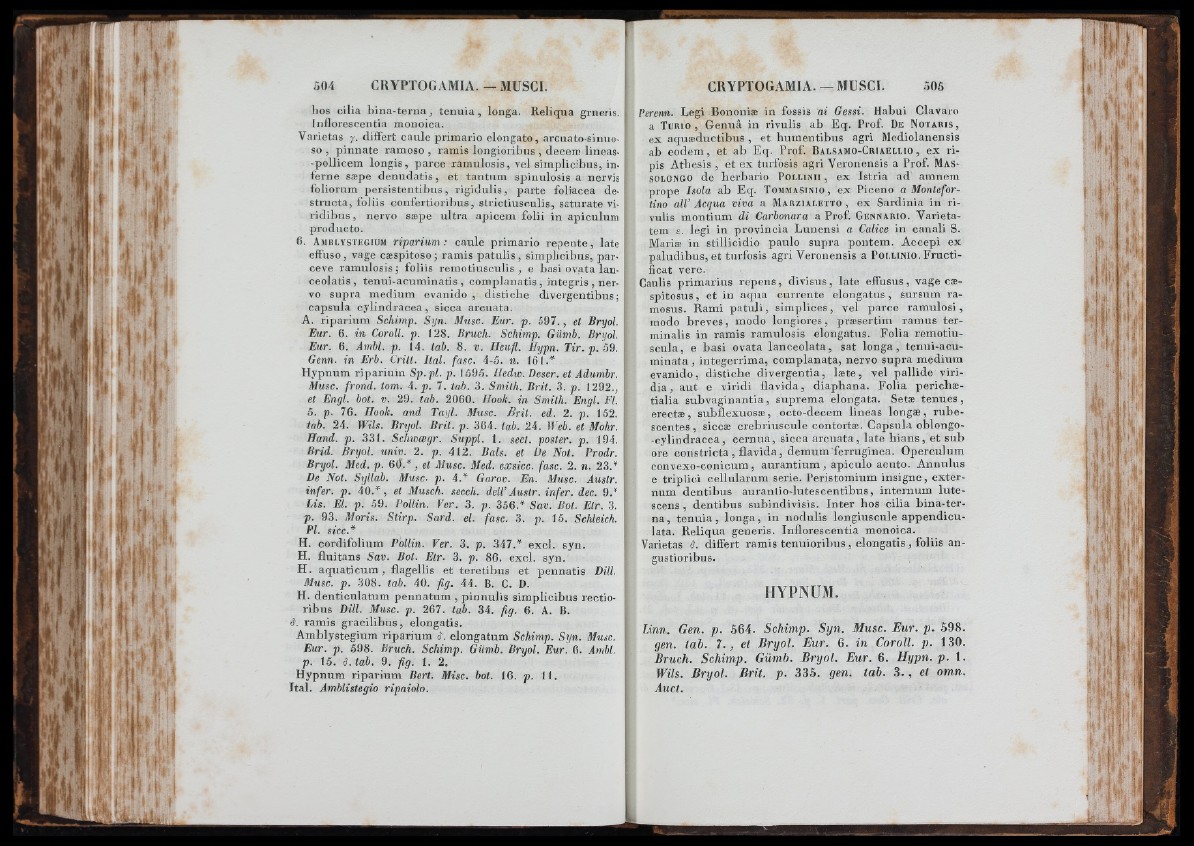 504 CRYPTOGAMIA. — MUSCI.
hos cilia bina-terna, tenuia, longa. Reliqua gneris.
Inflorescentia monoica.
Varietas γ. differt caule primario elongato, arcuato-sinuo-
so, pinnate ramoso, ramis longioribus, decem-lineas-
-pollicem longis, parce ramulosis, vel simplicibus, in-
ferne sæpe denudatis, et tantum spinulosis a nervis
foliorum persistentibus, rigidulis, parte foliacea de-
structa, foliis confertioribus, strictiusculis, saturate vi-
ridibus, nervo sæpe ultra apicem folii in apiculum
producto.
6. AMBLYSTEGIUM riparium: caule primario repente, late
effuso, vage cæspitoso; ramis patulis, simplicibus, par-
ceve ramulosis; foliis remotiusculis, e basi ovata lan-
ceolatis, tenui-acuminatis, complanatis, integris, ner-
vo supra medium evanido, distiche divergentibus;
capsula cylindracea, sicca arcuata.
A. riparium Schimp. Syn. Musc. Eur. p. 597., et Bryol.
Eur. 6. in Coroll. p. 128. Bruch. Schimp. Gümb. Bryol.
Eur. 6. Ambl. p. 14. tab. 8. v. Heufl. Hypn. Tir. p. 59.
Genn. in Erb. Critt. Ital. fasc. 4-5. n. 161.*
Hypnum riparium Sp. pl. p. 1595. Hedw. Descr. et Adumbr.
Musc. frond. tom. 4. p. 7. tab. 3. Smith. Brit. 3. p. 1292.,
et Engl. bot. v. 29. tab. 2060. Hook. in Smith. Engl. Fl.
5. p. 76. Hook. and Tayl. Musc. Brit. ed. 2. p. 152.
tab. 24. Wils. Bryol. Brit. p. 364. tab. 24. Web. et Mohr.
Hand. p. 331. Schwægr. Suppl. 1. sect. poster. p. 194.
Brid. Bryol. univ. 2. p. 412. Bals. et De Not. Prodr.
Bryol. Med. p. 60.*, et Musc. Med. exsicc. fasc. 2. n. 23.*
De Not. Syllab. Musc. p. 4.* Garov. En. Musc. Austr.
infer. p. 40.*, et Musch. secch. dell'Austr. infer. dec. 9.*
Lis. El. p. 59. Pollin. Ver. 3. p. 356.* Sav. Bot. Etr. 3.
p. 93. Moris. Stirp. Sard. el. fasc. 3. p. 15. Schleich.
Pl. sicc.*
H. cordifolium Pollin. Ver. 3. p. 347.* excl. syn.
H. fluitans Sav. Bot. Etr. 3. p. 86. excl. syn.
H. aquaticum, flagellis et teretibus et pennatis Dill.
Musc. p. 308. tab. 40. fig. 44. B. C. D.
H. denticulatum pennatum, pinnulis simplicibus rectio-
ribus Dill. Musc. p. 267. tab. 34. fig. 6. A. B.
δ. ramis gracilibus, elongatis.
Amblystegium riparium δ. elongatum Schimp. Syn. Musc.
Eur. p. 598. Bruch. Schimp. Gümb. Bryol. Eur. 6. Ambl.
p. 15. δ. tab. 9. fig. 1. 2.
Hypnum riparium Bert. Misc. bot. 16. p. 11.
Ital. Amblistegio ripaiolo.
CRYPTOGAMIA. — MUSCI. 505
Perenn. Legi Bononiæ in fossis ai Gessi. Habui Clavaro
a TURIO, Genuâ in rivulis ab Eq. Prof. DE NOTARIS,
ex aquæductibus, et humentibus agri Mediolanensis
ab eodem, et ab Eq. Prof. BALSAMO-CRIAELLIO, ex ri-
pis Athesis, et ex turfosis agri Veronensis a Prof. MAS-
SOLONGO de herbario POLLINII, ex Istria ad amnem
prope Isola ab Eq. TOMMASINIO, ex Piceno a Montefor-
tino all' Acqua viva a MARZIALETTO, ex Sardinia in ri-
vulis montium di Carbonara a Prof. GENNARIO. Varieta-
tem ε. legi in provincia Lunensi a Calice in canali S.
Mariæ in stillicidio paulo supra pontem. Accepi ex
paludibus, et turfosis agri Veronensis a POLLINIO. Fructi-
ficat vere.
Caulis primarius repens, divisus, late effusus, vage cæ-
spitosus, et in aqua currente elongatus, sursum ra-
mosus. Rami patuli, simplices, vel parce ramulosi,
modo breves, modo longiores, præsertim ramus ter-
minalis in ramis ramulosis elongatus. Folia remotiu-
scula, e basi ovata lanceolata, sat longa, tenui-acu-
minata, integerrima, complanata, nervo supra medium
evanido, distiche divergentia, læte, vel pallide viri-
dia, aut e viridi flavida, diaphana. Folia perichæ-
tialia subvaginantia, suprema elongata. Setæ tenues,
erectæ, subflexuosæ, octo-decem lineas longæ, rube-
scentes, siccæ crebriuscule contortæ. Capsula oblongo-
-cylindracea, cernua, sicca arcuata, late hians, et sub
ore constricta, flavida, demum ferruginea. Operculum
convexo-conicum, aurantium, apiculo acuto. Annulus
e triplici cellularum serie. Peristomium insigne, exter-
num dentibus aurantio-lutescentibus, internum lute-
scens, dentibus subindivisis. Inter hos cilia bina-ter-
na, tenuia, longa, in nodulis longiuscule appendicu-
lata. Reliqua generis. Inflorescentia monoica.
Varietas δ. differt ramis tenuioribus, elongatis, foliis an-
gustioribus.
HYPNUM.
Linn. Gen. p. 564. Schimp. Syn. Musc. Eur. p. 598.
gen. tab. 7., et Bryol. Eur. 6. in Coroll. p. 130.
Bruch. Schimp. Gümb. Bryol. Eur. 6. Hypn. p. 1.
Wils. Bryol. Brit. p. 335. gen. tab. 3., et omn.
Auct.